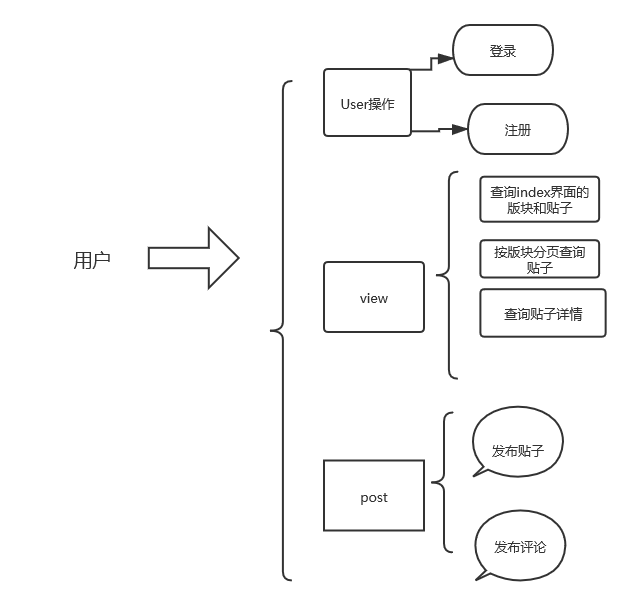 登录
User操作
注册
查询index界面的
版块和贴子
按版块分页查询
贴子
用户
view
查询贴子详情
发布贴子
post
发布评论